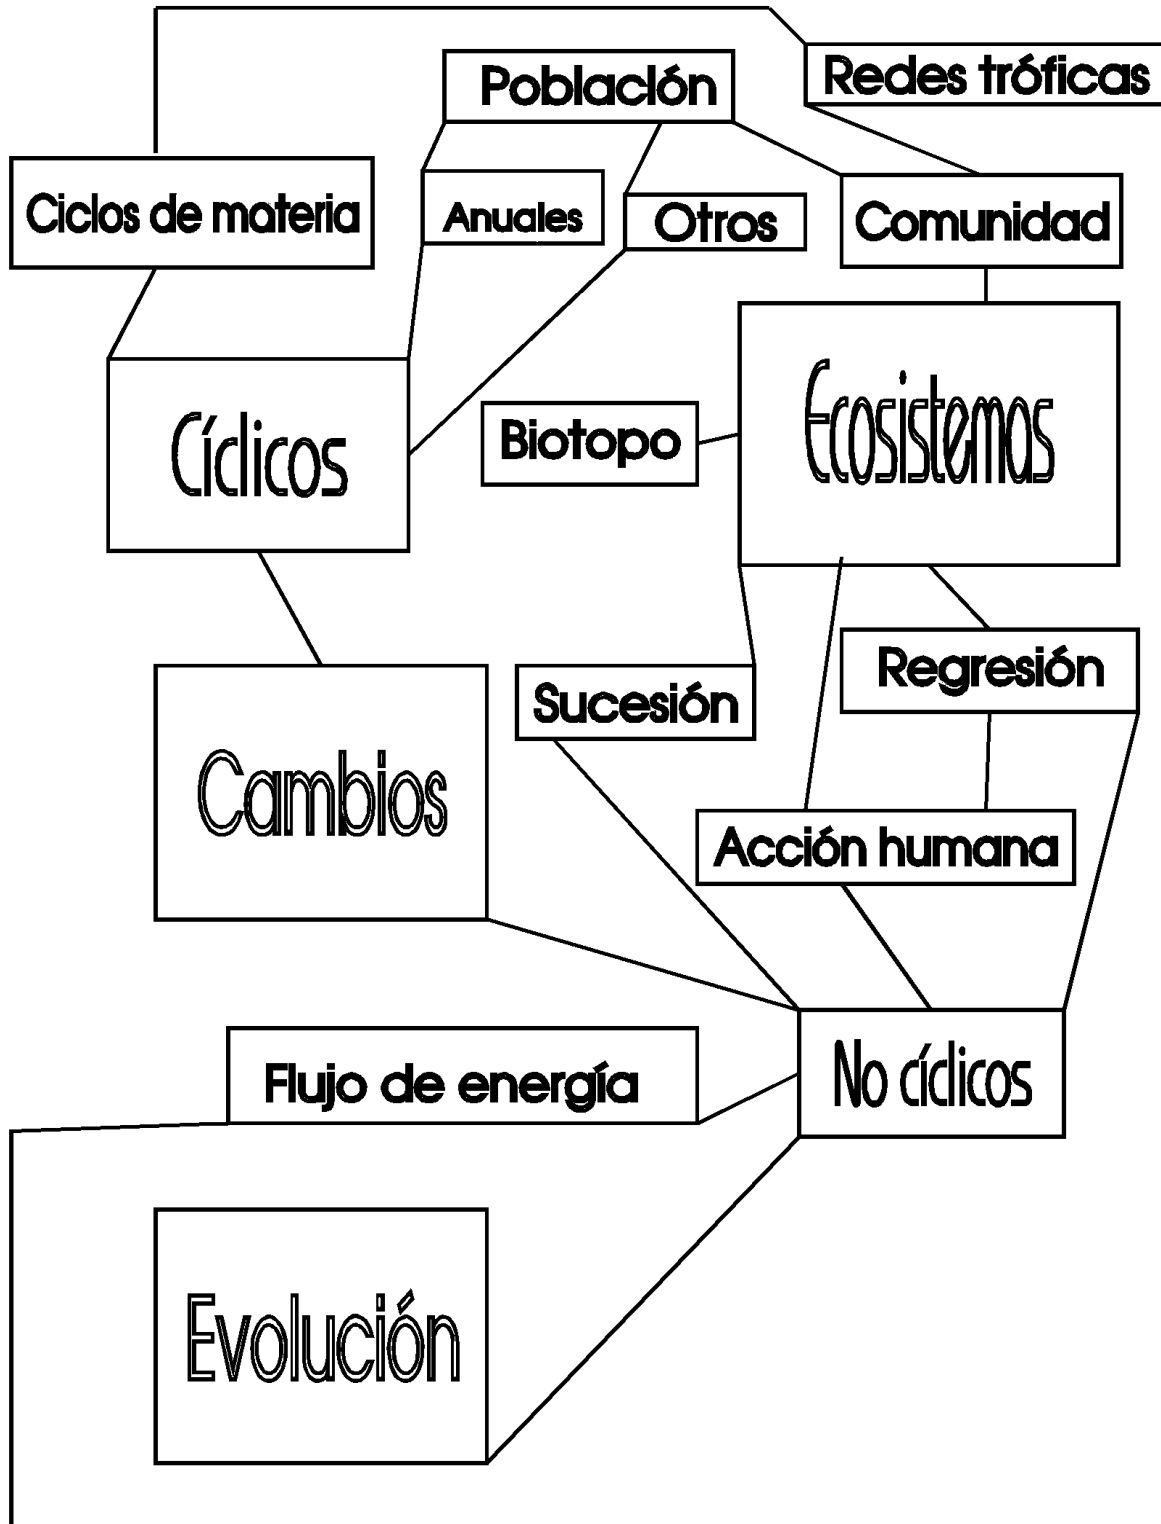 Redes tróficas
Población
Ciclos de materia
Anuales
Otros
Comunidad
Cíclicos
Biotopo
Ecosistemas
Sucesión
Regresión
Cambios
Acción humana
Flujo de energía
No cíclicos
Evolución